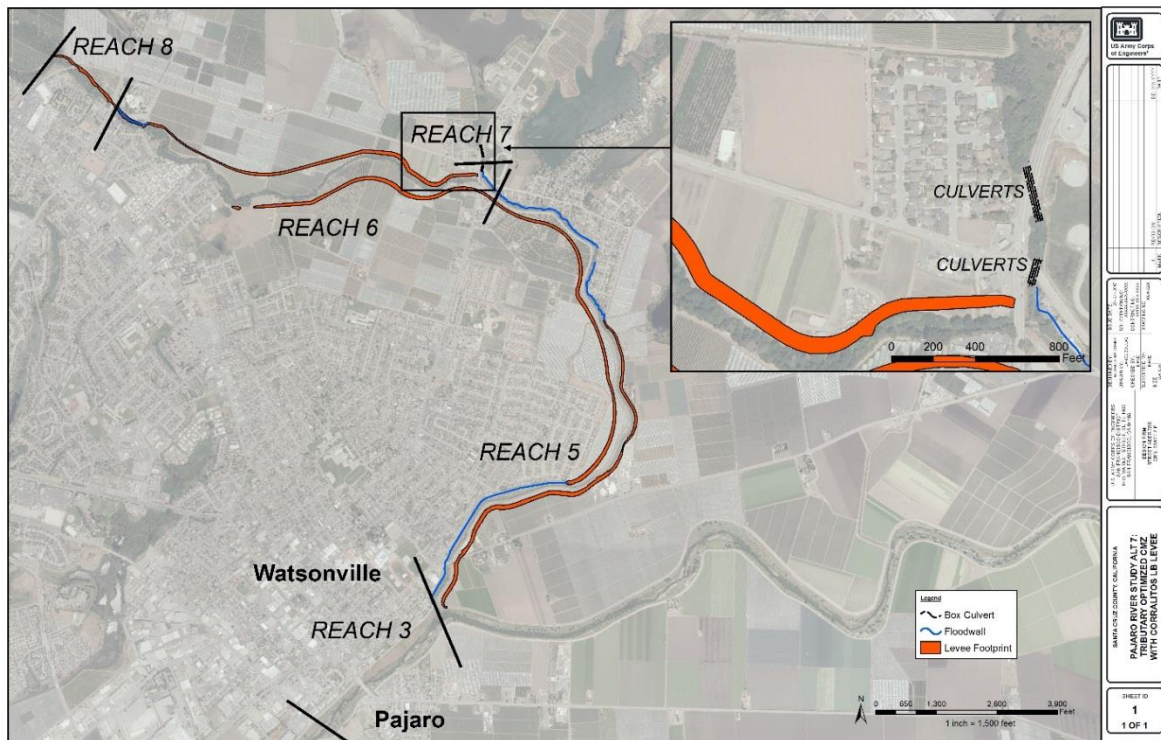 REACH 8
REACH 7
REACH 6
REACH 5
REACH 3
Watsonville
Pajaro
CULVERTS
CULVERTS
0 200 400 800
Feet
Legend
Box Culvert
Floodwall
Levee Footprint
N
0 650 1,300 2,600 3,900
Feet
1 inch = 1,500 feet
US Army Corps
of Engineers®
SANTA CRUZ COUNTY, CALIFORNIA
PAJARO RIVER STUDY ALT 7:
TRIBUTARY OPTIMIZED CMZ
WITH CORRALITOS LB LEVEE
SHEET ID
1
1 OF 1